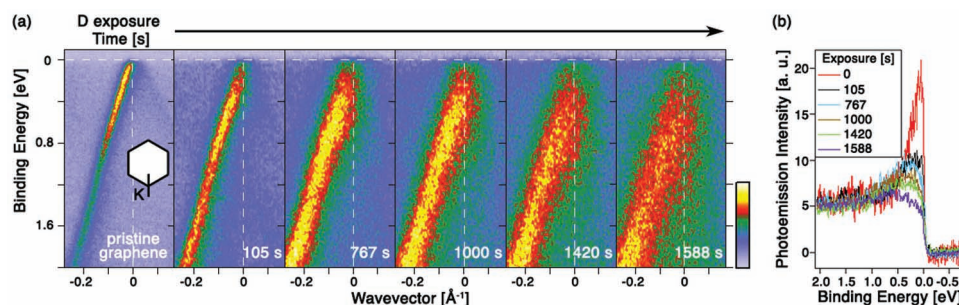 (a)
D exposure
Time [s]
Binding Energy [eV]
0
0.8
1.6
K
pristine
graphene
105 s
767 s
1000 s
1420 s
1588 s
-0.2 0 -0.2 0 -0.2 0 -0.2 0 -0.2 0 -0.2 0
Wavevector [Å⁻¹]
(b)
Photoemission Intensity [a. u.]
20
15
10
5
0
Exposure [s]
0
105
767
1000
1420
1588
2.0 1.5 1.0 0.5 0.0 -0.5
Binding Energy [eV]